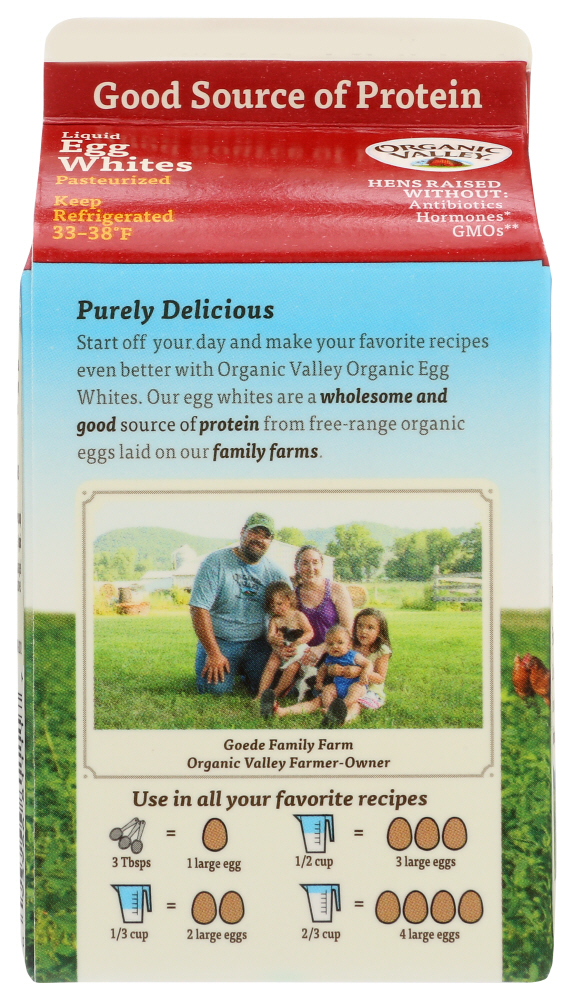 Good Source of Protein
Liquid
Egg
Whites
Pasteurized
Keep
Refrigerated
33–38°F
ORGANIC
VALLEY
HENS RAISED
WITHOUT:
Antibiotics
Hormones*
GMOs**
Purely Delicious
Start off your day and make your favorite recipes
even better with Organic Valley Organic Egg
Whites. Our egg whites are a wholesome and
good source of protein from free-range organic
eggs laid on our family farms.
Goede Family Farm
Organic Valley Farmer-Owner
Use in all your favorite recipes
3 Tbsps = 1 large egg
1/2 cup = 3 large eggs
1/3 cup = 2 large eggs
2/3 cup = 4 large eggs